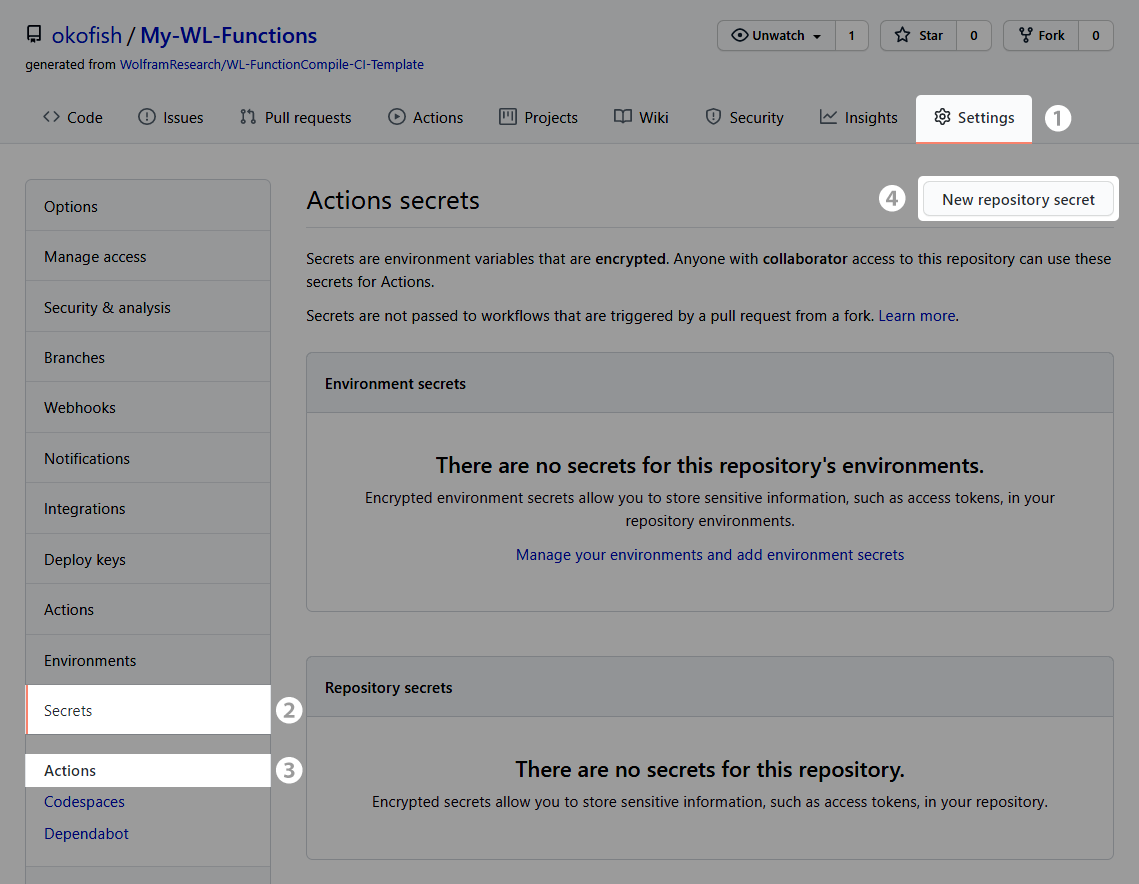 okofish / My-WL-Functions
Unwatch 1 Star 0 Fork 0
generated from WolframResearch/WL-FunctionCompile-CI-Template
Code Issues Pull requests Actions Projects Wiki Security Insights Settings 1
Options
Manage access
Security & analysis
Branches
Webhooks
Notifications
Integrations
Deploy keys
Actions
Environments
Secrets 2
Actions 3
Codespaces
Dependabot
Actions secrets
4 New repository secret
Secrets are environment variables that are encrypted. Anyone with collaborator access to this repository can use these
secrets for Actions.
Secrets are not passed to workflows that are triggered by a pull request from a fork. Learn more.
Environment secrets
There are no secrets for this repository's environments.
Encrypted environment secrets allow you to store sensitive information, such as access tokens, in your
repository environments.
Manage your environments and add environment secrets
Repository secrets
There are no secrets for this repository.
Encrypted secrets allow you to store sensitive information, such as access tokens, in your repository.